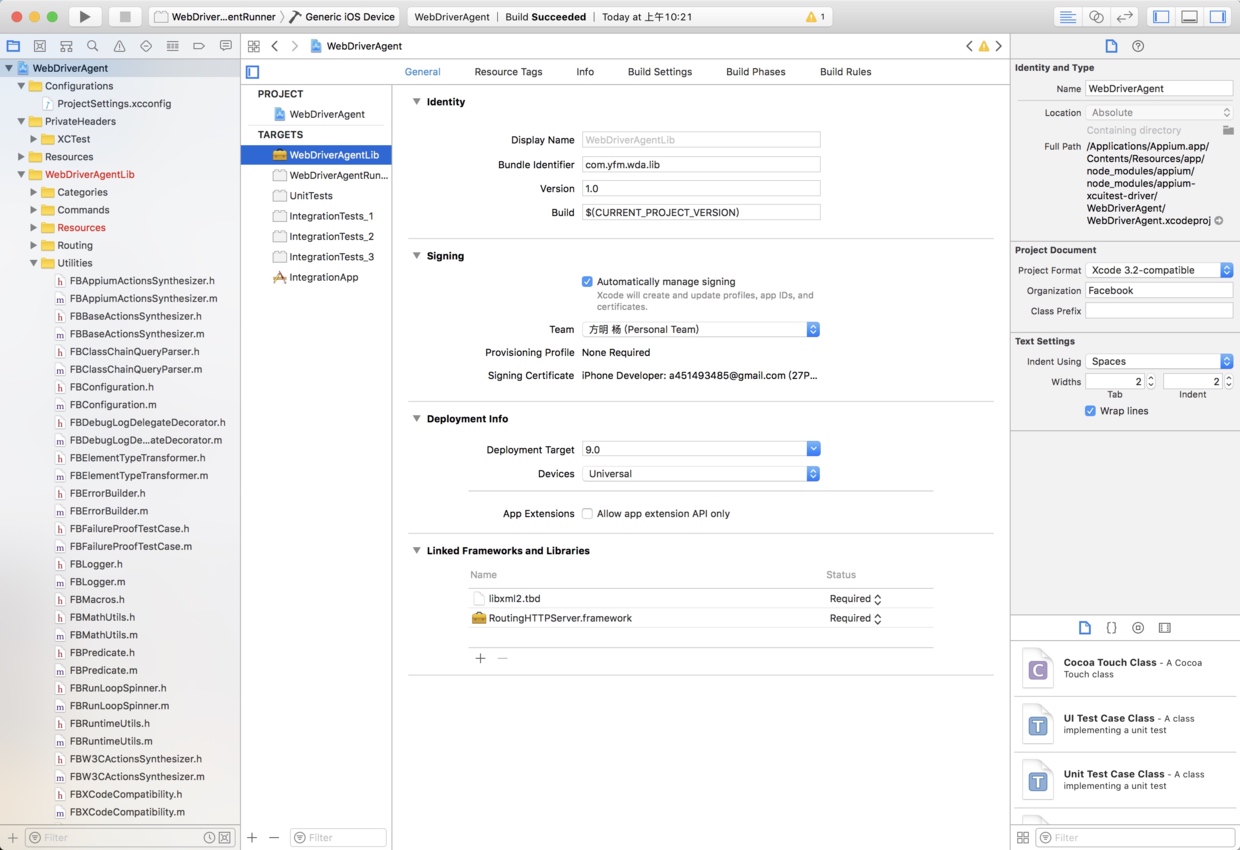 WebDriver...entRunner
Generic iOS Device
WebDriverAgent
Build Succeeded
Today at 上午10:21
1
WebDriverAgent
WebDriverAgent
Configurations
ProjectSettings.xcconfig
PrivateHeaders
XCTest
Resources
WebDriverAgentLib
Categories
Commands
Resources
Routing
Utilities
h FBAppiumActionsSynthesizer.h
m FBAppiumActionsSynthesizer.m
h FBBaseActionsSynthesizer.h
m FBBaseActionsSynthesizer.m
h FBClassChainQueryParser.h
m FBClassChainQueryParser.m
h FBConfiguration.h
m FBConfiguration.m
h FBDebugLogDelegateDecorator.h
m FBDebugLogDe...ateDecorator.m
h FBElementTypeTransformer.h
m FBElementTypeTransformer.m
h FBErrorBuilder.h
m FBErrorBuilder.m
h FBFailureProofTestCase.h
m FBFailureProofTestCase.m
h FBLogger.h
m FBLogger.m
h FBMacros.h
h FBMathUtils.h
m FBMathUtils.m
h FBPredicate.h
m FBPredicate.m
h FBRunLoopSpinner.h
m FBRunLoopSpinner.m
h FBRuntimeUtils.h
m FBRuntimeUtils.m
h FBW3CActionsSynthesizer.h
m FBW3CActionsSynthesizer.m
h FBXCodeCompatibility.h
m FBXCodeCompatibility.m
Filter
General
Resource Tags
Info
Build Settings
Build Phases
Build Rules
PROJECT
WebDriverAgent
TARGETS
WebDriverAgentLib
WebDriverAgentRun...
UnitTests
IntegrationTests_1
IntegrationTests_2
IntegrationTests_3
IntegrationApp
Filter
Identity
Display Name WebDriverAgentLib
Bundle Identifier com.yfm.wda.lib
Version 1.0
Build $(CURRENT_PROJECT_VERSION)
Signing
Automatically manage signing
Xcode will create and update profiles, app IDs, and
certificates.
Team 方明 杨 (Personal Team)
Provisioning Profile None Required
Signing Certificate iPhone Developer: a451493485@gmail.com (27P...
Deployment Info
Deployment Target 9.0
Devices Universal
App Extensions Allow app extension API only
Linked Frameworks and Libraries
Name Status
libxml2.tbd Required
RoutingHTTPServer.framework Required
Identity and Type
Name WebDriverAgent
Location Absolute
Containing directory
Full Path /Applications/Appium.app/
Contents/Resources/app/
node_modules/appium/
node_modules/appium-
xcuitest-driver/
WebDriverAgent/
WebDriverAgent.xcodeproj
Project Document
Project Format Xcode 3.2-compatible
Organization Facebook
Class Prefix
Text Settings
Indent Using Spaces
Widths 2 2
Tab Indent
Wrap lines
{}
C
Cocoa Touch Class - A Cocoa
Touch class
T
UI Test Case Class - A class
implementing a unit test
T
Unit Test Case Class - A class
implementing a unit test
Filter